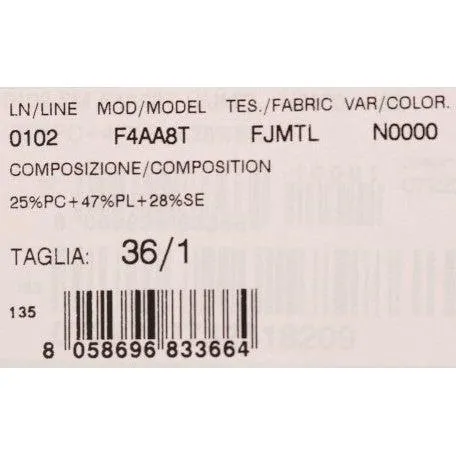 LN/LINE MOD/MODEL TES./FABRIC VAR/COLOR.
0102 F4AA8T FJMTL N0000
COMPOSIZIONE/COMPOSITION
25%PC+47%PL+28%SE
TAGLIA: 36/1
135
8 058696 833664